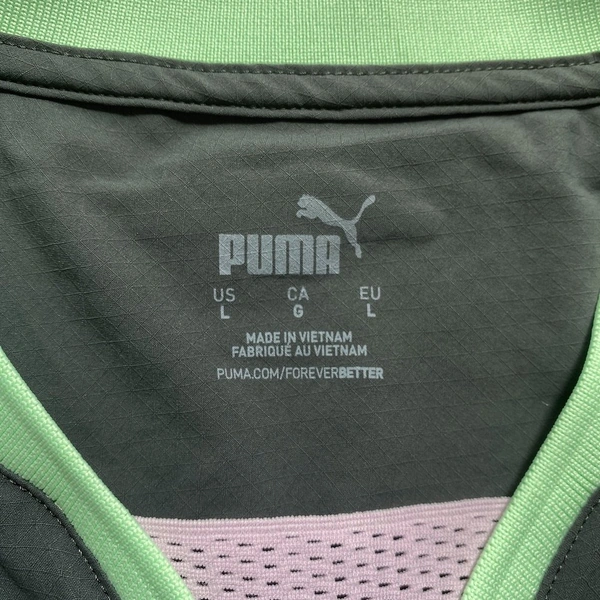 PUMA
US CA EU
L G L
MADE IN VIETNAM
FABRIQUÉ AU VIETNAM
PUMA.COM/FOREVERBETTER